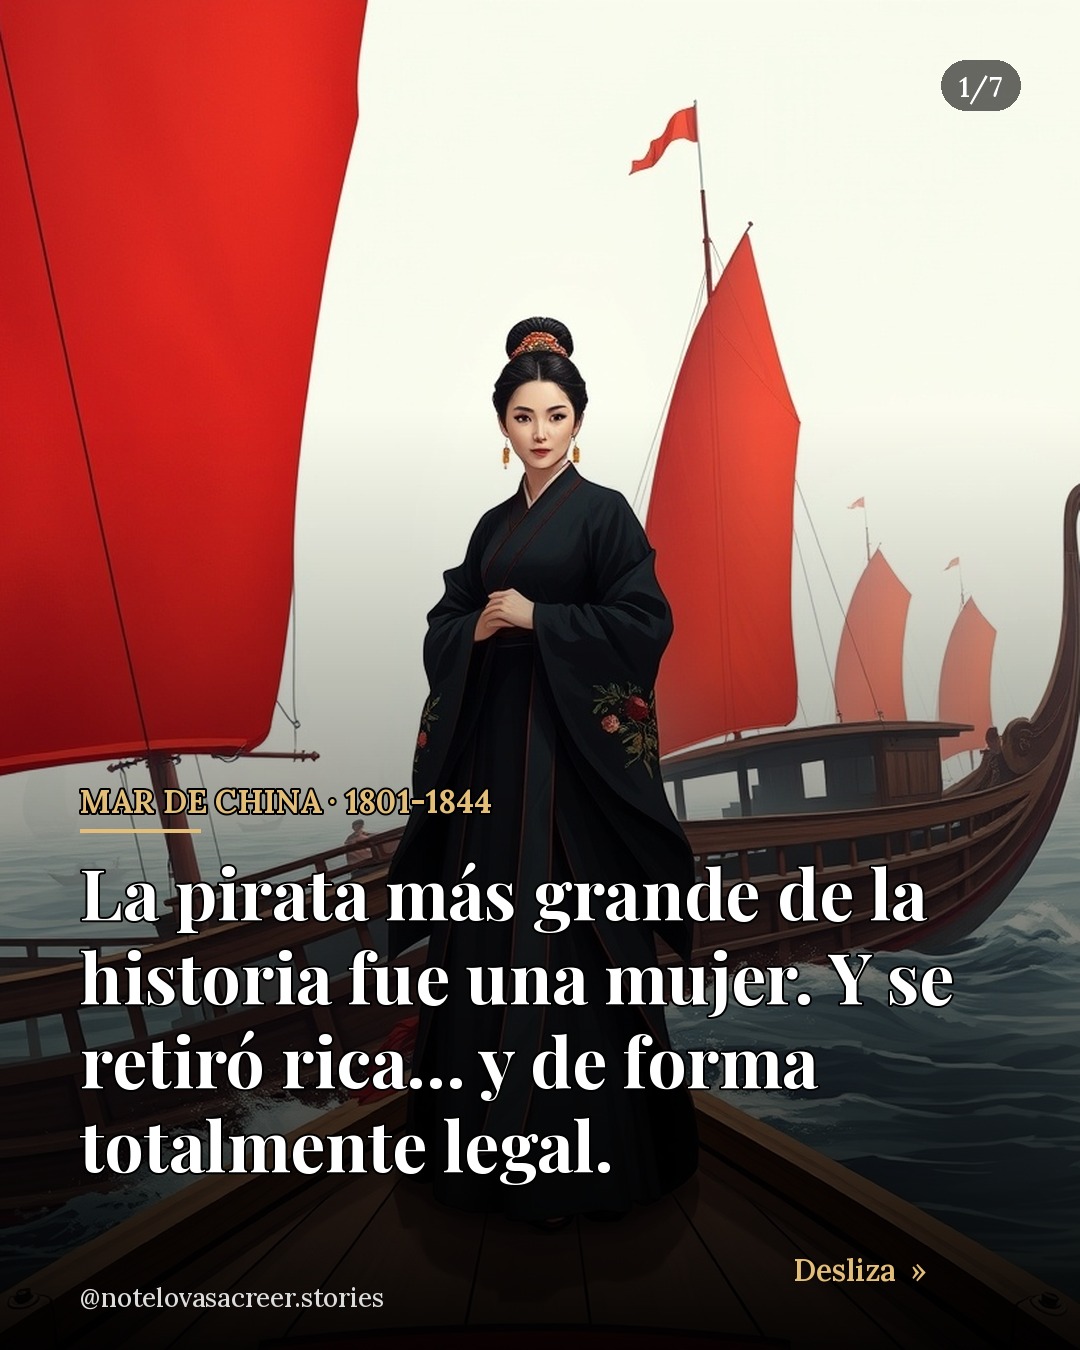 1/7
MAR DE CHINA · 1801–1844
La pirata más grande de la
historia fue una mujer. Y se
retiró rica... y de forma
totalmente legal.
Desliza »
@notelovasacreer.stories